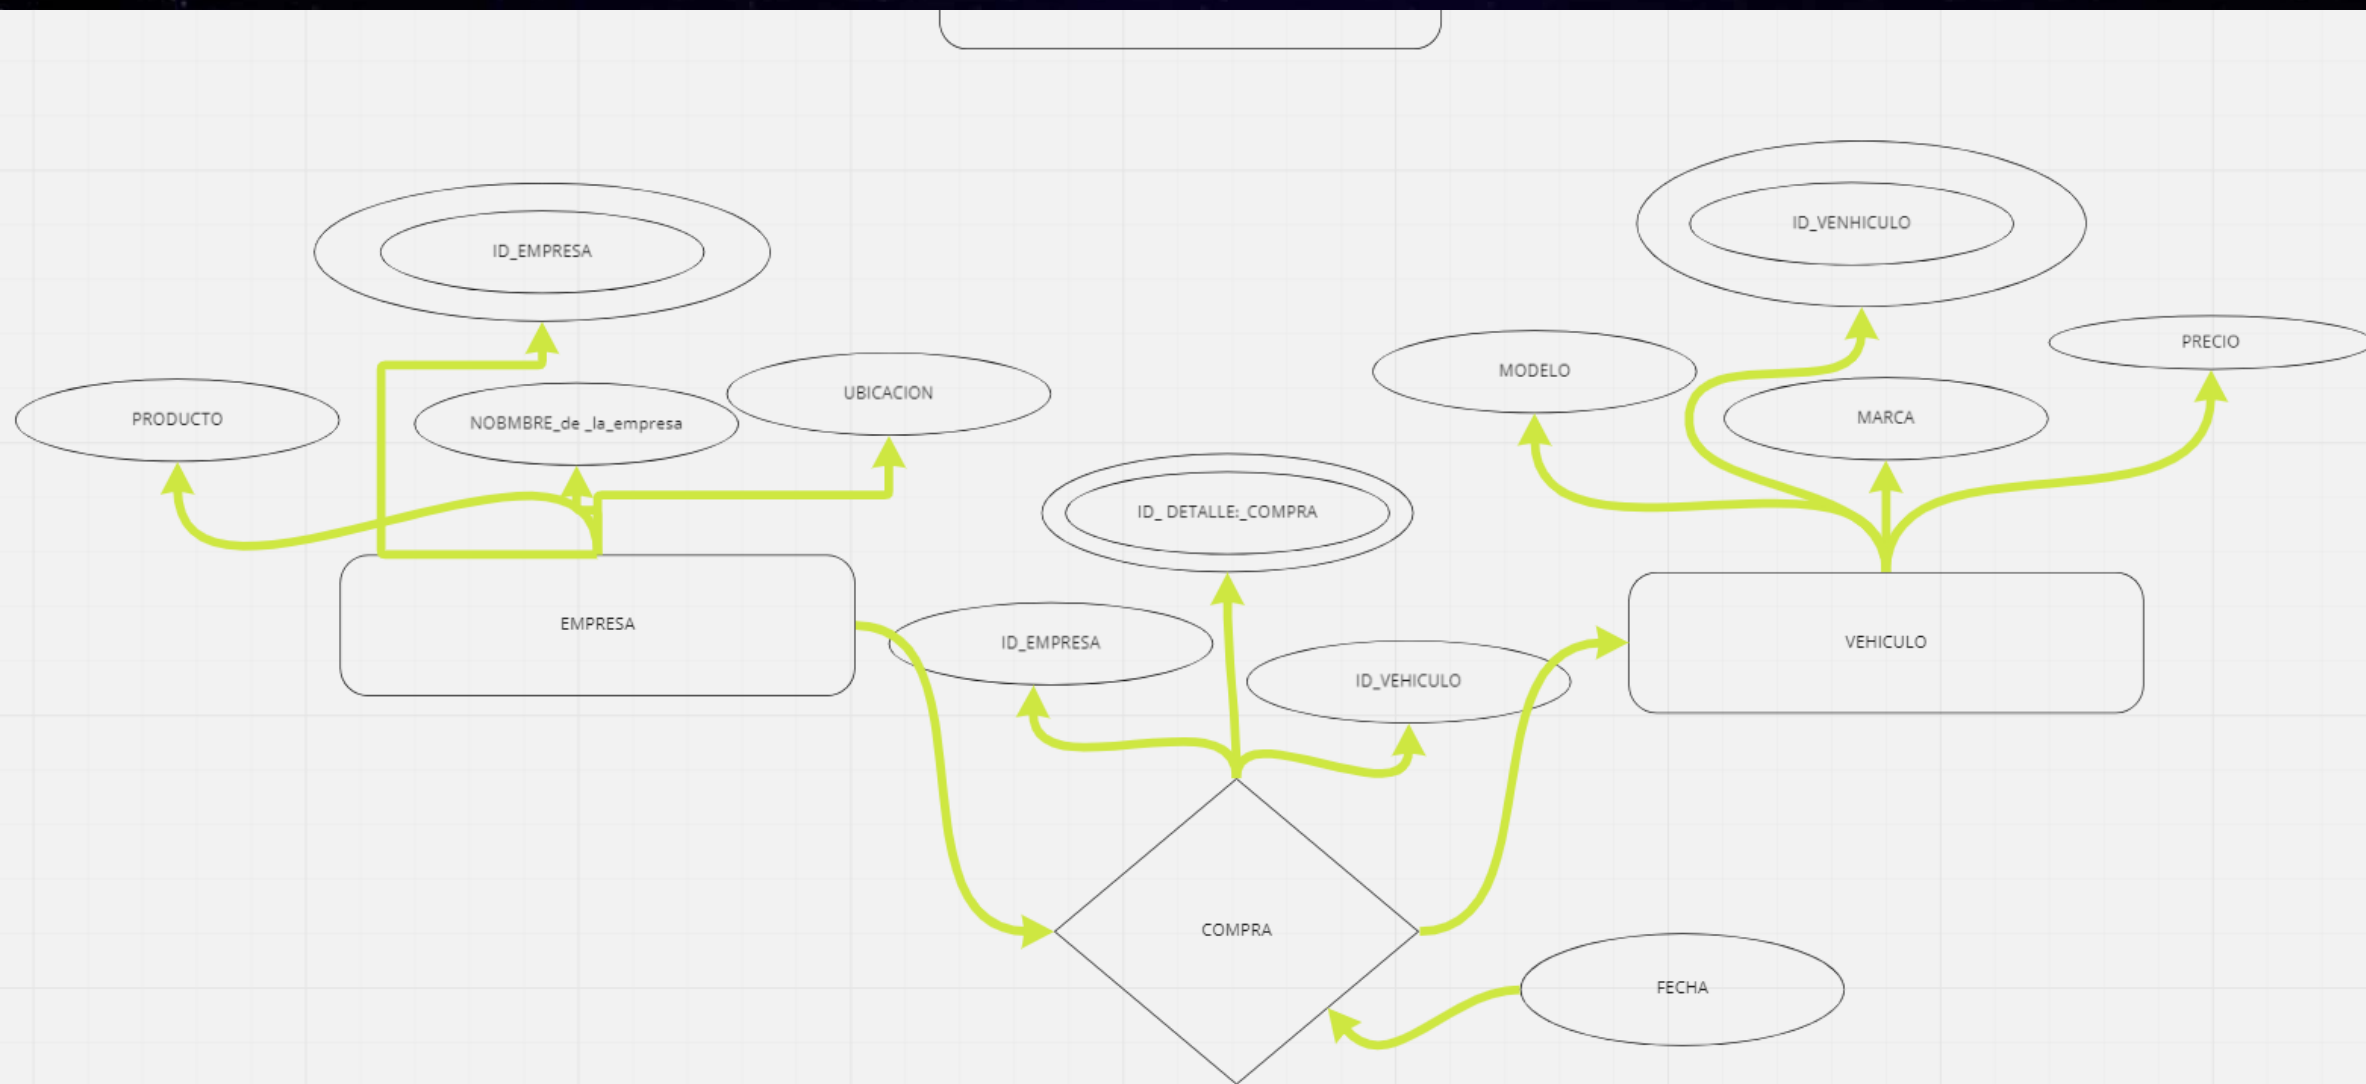 ID_VENHICULO
ID_EMPRESA
PRECIO
MODELO
UBICACION
MARCA
PRODUCTO
NOBMBRE_de _la_empresa
ID_ DETALLE:_COMPRA
EMPRESA
ID_EMPRESA
VEHICULO
ID_VEHICULO
COMPRA
FECHA